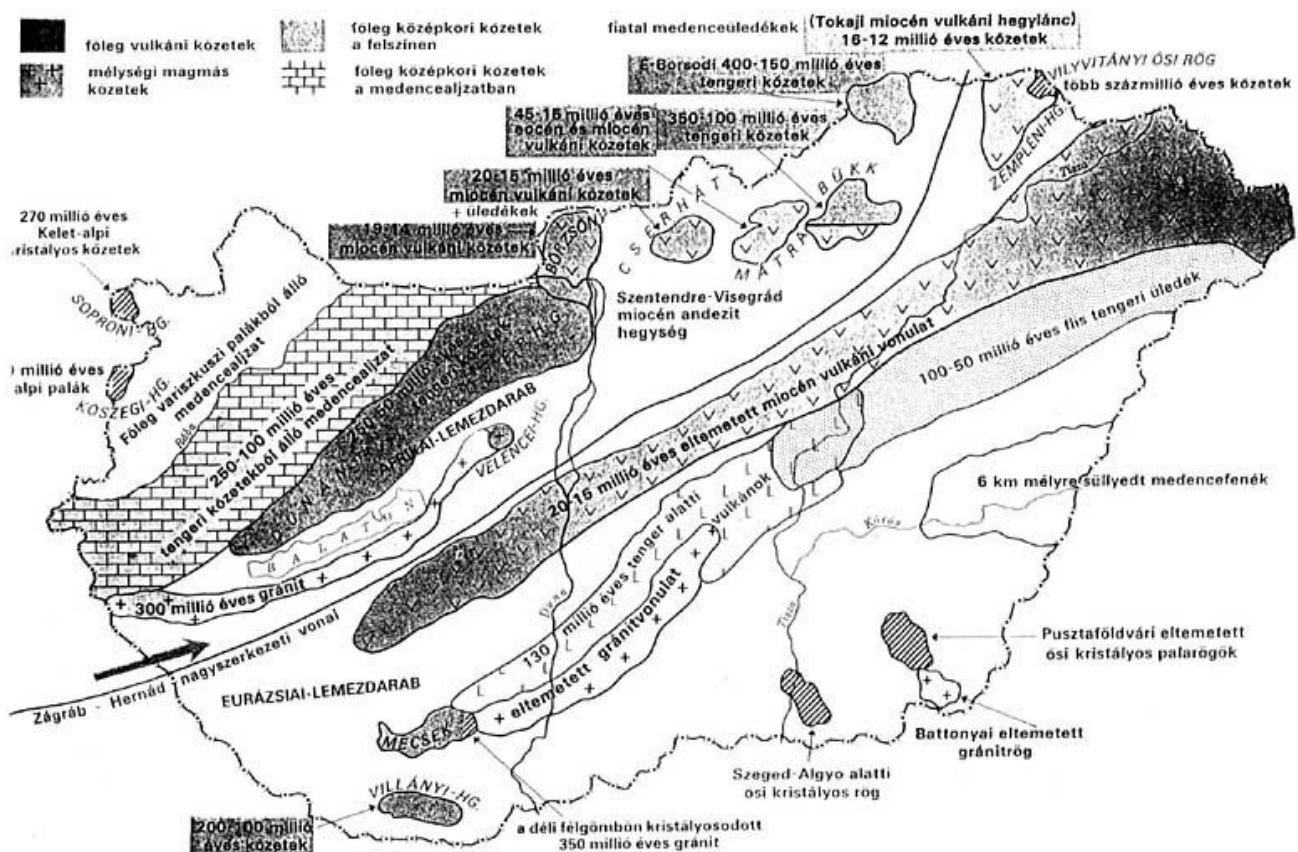 főleg vulkáni kőzetek
mélységi magmás
kőzetek
főleg középkori kőzetek
a felszínen
főleg középkori kőzetek
a medencealjzatban
fiatal medenceüledékek
(Tokaji miocén vulkáni hegylánc)
16-12 millió éves kőzetek
É-Borsodi 400-150 millió éves
tengeri kőzetek
VILYVITÁNYI ŐSI RÖG
több százmillió éves kőzetek
45-15 millió éves
eocén és miocén
vulkáni kőzetek
350-100 millió éves
tengeri kőzetek
ZEMPLÉNI-HG.
Tisza
20-15 millió éves
miocén vulkáni kőzetek
+ üledékek
19-14 millió éves
miocén vulkáni kőzetek
BÖRZSÖNY
CSERHÁT
MÁTRA
BÜKK
270 millió éves
Kelet-alpi
kristályos kőzetek
SOPRONI-HG.
millió éves
alpi palák
KŐSZEGI-HG.
Főleg variszkuszi palákból álló
medencealjzat
Rába
250-100 millió éves
tengeri kőzetekből álló medencealjzat
tengeri kőzetek
AFRIKAI-LEMEZDARAB
VELENCEI-HG.
BALATON
300 millió éves gránit
Szentendre-Visegrád
miocén andezit
hegység
20-15 millió éves eltemetett miocén vulkáni vonulat
100-50 millió éves flis tengeri üledék
6 km mélyre süllyedt medencefenék
Körös
Duna
Tisza
130 millió éves tenger alatti
vulkánok
eltemetett gránitvonulat
Zágráb - Hernád nagyszerkezeti vonal
EURÁZSIAI-LEMEZDARAB
MECSEK
VILLÁNYI-HG.
200-100 millió
éves kőzetek
a déli félgömbön kristályosodott
350 millió éves gránit
Szeged-Algyo alatti
ősi kristályos rög
Pusztaföldvári eltemetett
ősi kristályos palarögök
Battonyai eltemetett
gránitrög